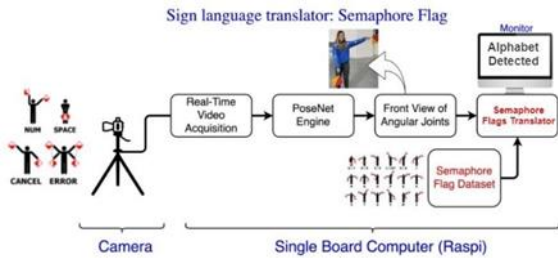 Sign language translator: Semaphore Flag
Monitor
Alphabet
Detected
NUM
SPACE
CANCEL
ERROR
Real-Time
Video
Acquisition
PoseNet
Engine
Front View of
Angular Joints
Semaphore
Flags Translator
Semaphore
Flag Dataset
Camera
Single Board Computer (Raspi)